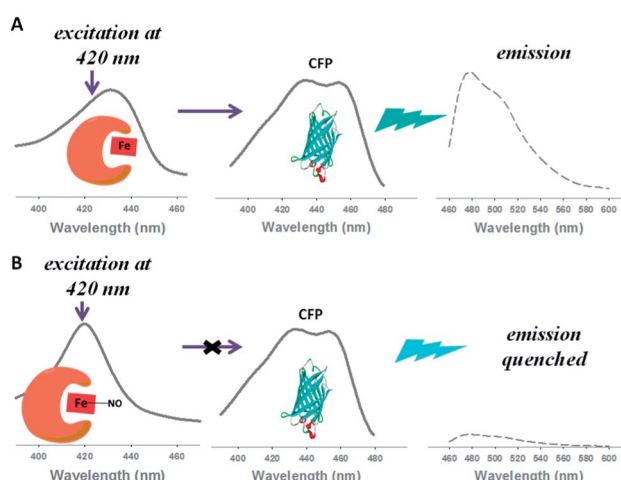 A
excitation at
420 nm
CFP
emission
Fe
400 420 440 460
Wavelength (nm)
400 420 440 460 480
Wavelength (nm)
460 480 500 520 540 560 580 600
Wavelength (nm)
B
excitation at
420 nm
CFP
emission
quenched
Fe NO
400 420 440 460
Wavelength (nm)
400 420 440 460 480
Wavelength (nm)
460 480 500 520 540 560 580 600
Wavelength (nm)